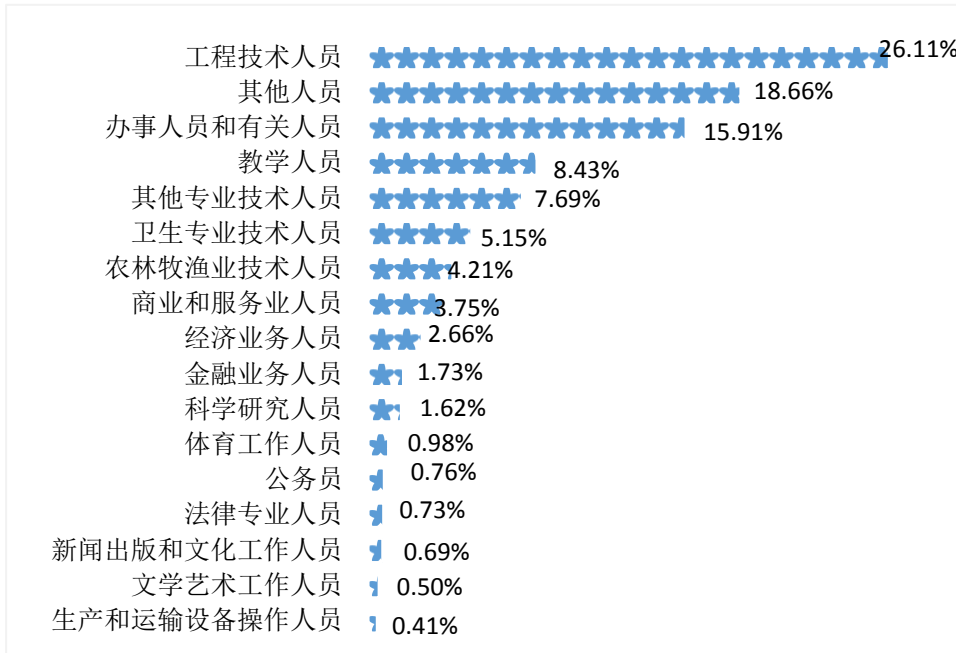 工程技术人员 26.11%
其他人员 18.66%
办事人员和有关人员 15.91%
教学人员 8.43%
其他专业技术人员 7.69%
卫生专业技术人员 5.15%
农林牧渔业技术人员 4.21%
商业和服务业人员 3.75%
经济业务人员 2.66%
金融业务人员 1.73%
科学研究人员 1.62%
体育工作人员 0.98%
公务员 0.76%
法律专业人员 0.73%
新闻出版和文化工作人员 0.69%
文学艺术工作人员 0.50%
生产和运输设备操作人员 0.41%